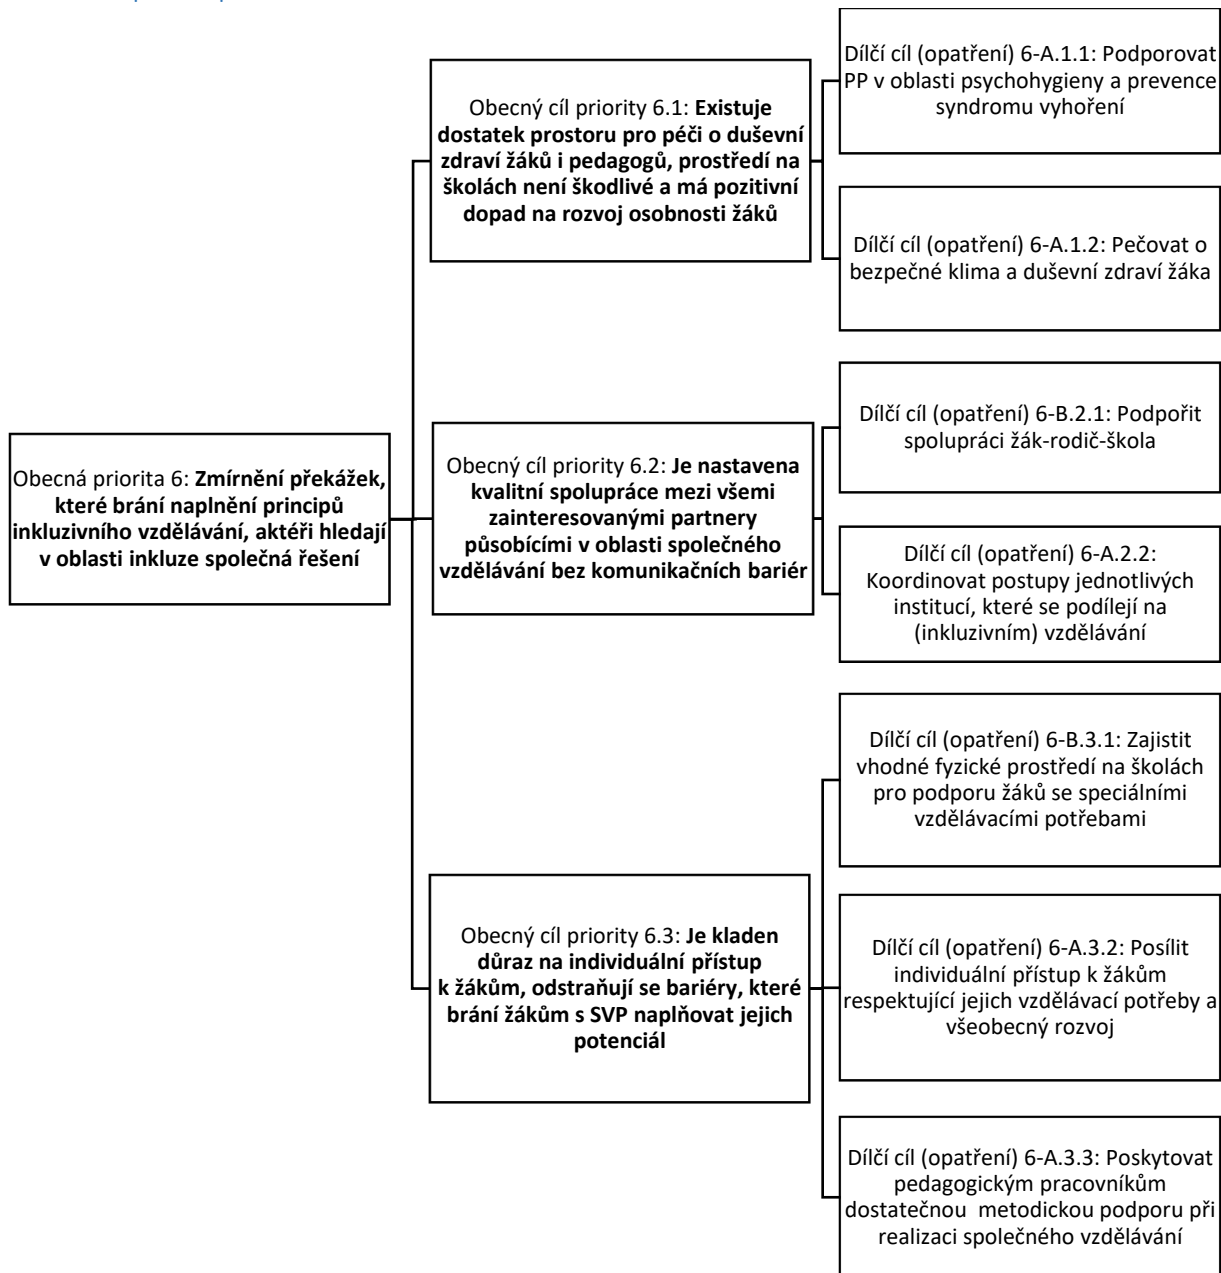 Obecná priorita 6: Zmírnění překážek,
které brání naplnění principů
inkluzivního vzdělávání, aktéři hledají
v oblasti inkluze společná řešení
Obecný cíl priority 6.1: Existuje
dostatek prostoru pro péči o duševní
zdraví žáků i pedagogů, prostředí na
školách není škodlivé a má pozitivní
dopad na rozvoj osobnosti žáků
Dílčí cíl (opatření) 6-A.1.1: Podporovat
PP v oblasti psychohygieny a prevence
syndromu vyhoření
Dílčí cíl (opatření) 6-A.1.2: Pečovat o
bezpečné klima a duševní zdraví žáka
Obecný cíl priority 6.2: Je nastavena
kvalitní spolupráce mezi všemi
zainteresovanými partnery
působícími v oblasti společného
vzdělávání bez komunikačních bariér
Dílčí cíl (opatření) 6-B.2.1: Podpořit
spolupráci žák-rodič-škola
Dílčí cíl (opatření) 6-A.2.2:
Koordinovat postupy jednotlivých
institucí, které se podílejí na
(inkluzivním) vzdělávání
Obecný cíl priority 6.3: Je kladen
důraz na individuální přístup
k žákům, odstraňují se bariéry, které
brání žákům s SVP naplňovat jejich
potenciál
Dílčí cíl (opatření) 6-B.3.1: Zajistit
vhodné fyzické prostředí na školách
pro podporu žáků se speciálními
vzdělávacími potřebami
Dílčí cíl (opatření) 6-A.3.2: Posílit
individuální přístup k žákům
respektující jejich vzdělávací potřeby a
všeobecný rozvoj
Dílčí cíl (opatření) 6-A.3.3: Poskytovat
pedagogickým pracovníkům
dostatečnou metodickou podporu při
realizaci společného vzdělávání